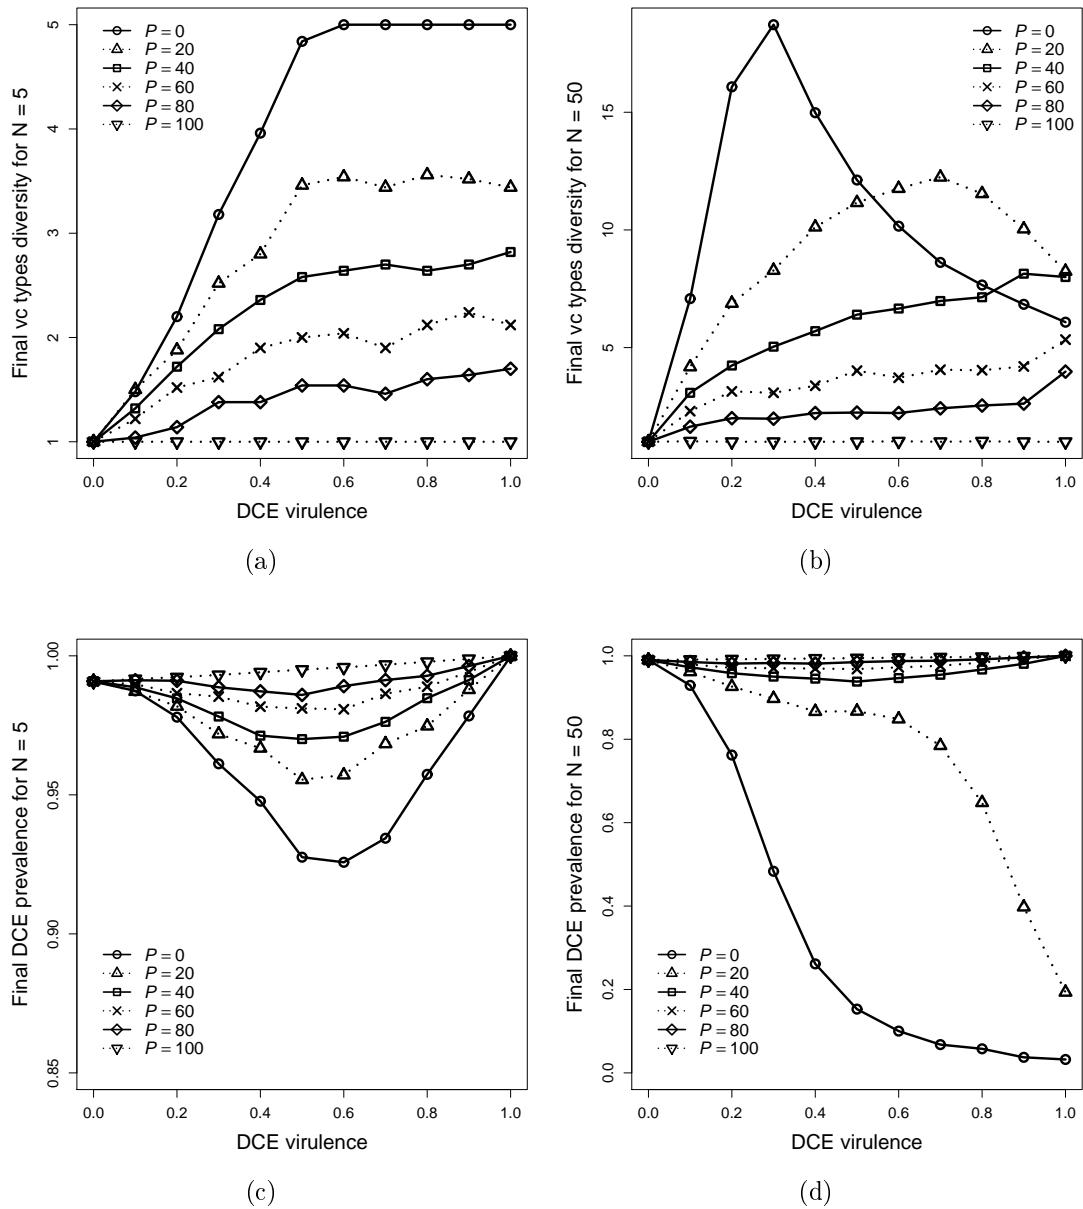 Final vc types diversity for N = 5
5
4
3
2
1
P = 0
P = 20
P = 40
P = 60
P = 80
P = 100
0.0 0.2 0.4 0.6 0.8 1.0
DCE virulence
(a)
Final vc types diversity for N = 50
15
10
5
P = 0
P = 20
P = 40
P = 60
P = 80
P = 100
0.0 0.2 0.4 0.6 0.8 1.0
DCE virulence
(b)
Final DCE prevalence for N = 5
1.00
0.95
0.90
0.85
P = 0
P = 20
P = 40
P = 60
P = 80
P = 100
0.0 0.2 0.4 0.6 0.8 1.0
DCE virulence
(c)
Final DCE prevalence for N = 50
1.0
0.8
0.6
0.4
0.2
0.0
P = 0
P = 20
P = 40
P = 60
P = 80
P = 100
0.0 0.2 0.4 0.6 0.8 1.0
DCE virulence
(d)